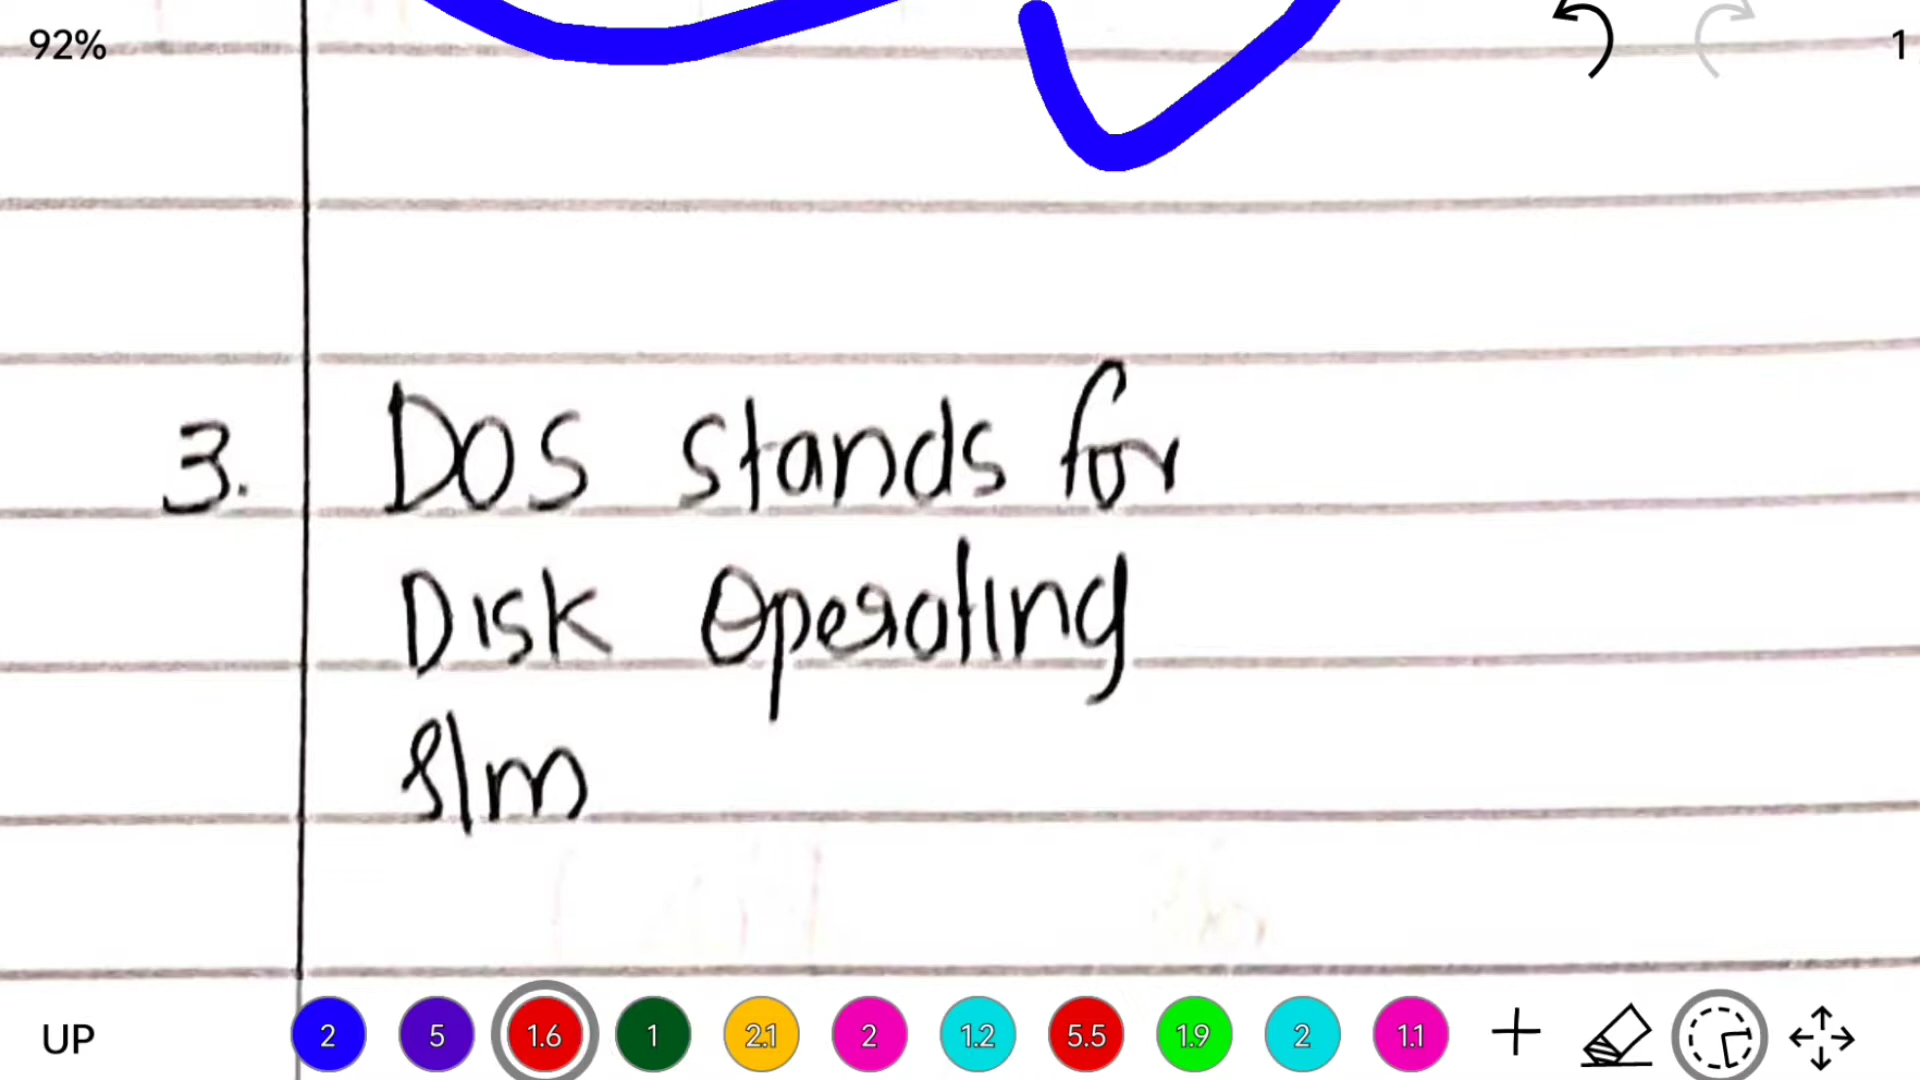 92%
1
3. DOS stands for
Disk Operating
s/m
UP 2 5 1.6 1 2.1 2 1.2 5.5 1.9 2 1.1